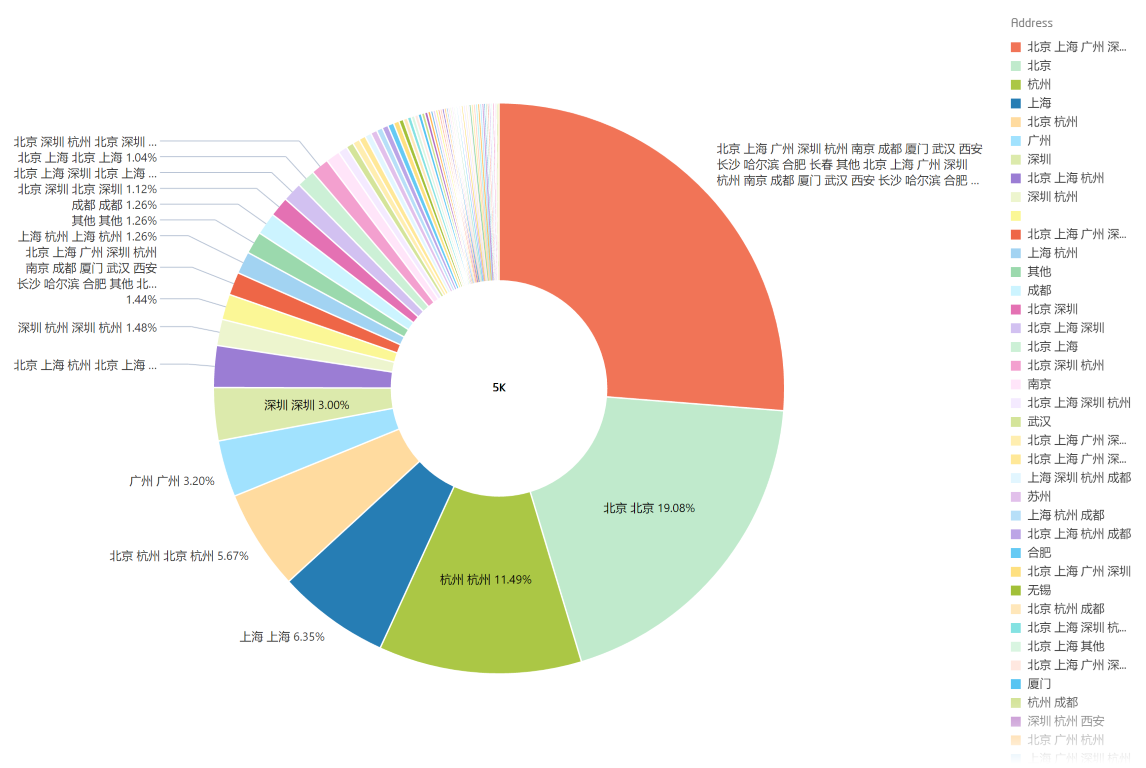 Address
北京 上海 广州 深...
北京
杭州
上海
北京 杭州
广州
深圳
北京 上海 杭州
深圳 杭州
北京 上海 广州 深...
上海 杭州
其他
成都
北京 深圳
北京 上海 深圳
北京 上海
北京 深圳 杭州
南京
北京 上海 深圳 杭州
武汉
北京 上海 广州 深...
北京 上海 广州 深...
上海 深圳 杭州 成都
苏州
上海 杭州 成都
北京 上海 杭州 成都
合肥
北京 上海 广州 深圳
无锡
北京 杭州 成都
北京 上海 深圳 杭...
北京 上海 其他
北京 上海 广州 深...
厦门
杭州 成都
深圳 杭州 西安
北京 广州 杭州
上海 广州 深圳 杭州
北京 上海 广州 深圳 杭州 南京 成都 厦门 武汉 西安
长沙 哈尔滨 合肥 长春 其他 北京 上海 广州 深圳
杭州 南京 成都 厦门 武汉 西安 长沙 哈尔滨 合肥 ...
北京 深圳 杭州 北京 深圳 ...
北京 上海 北京 上海 1.04%
北京 上海 深圳 北京 上海 ...
北京 深圳 北京 深圳 1.12%
成都 成都 1.26%
其他 其他 1.26%
上海 杭州 上海 杭州 1.26%
北京 上海 广州 深圳 杭州
南京 成都 厦门 武汉 西安
长沙 哈尔滨 合肥 其他 北...
1.44%
深圳 杭州 深圳 杭州 1.48%
北京 上海 杭州 北京 上海 ...
5K
深圳 深圳 3.00%
广州 广州 3.20%
北京 北京 19.08%
北京 杭州 北京 杭州 5.67%
杭州 杭州 11.49%
上海 上海 6.35%